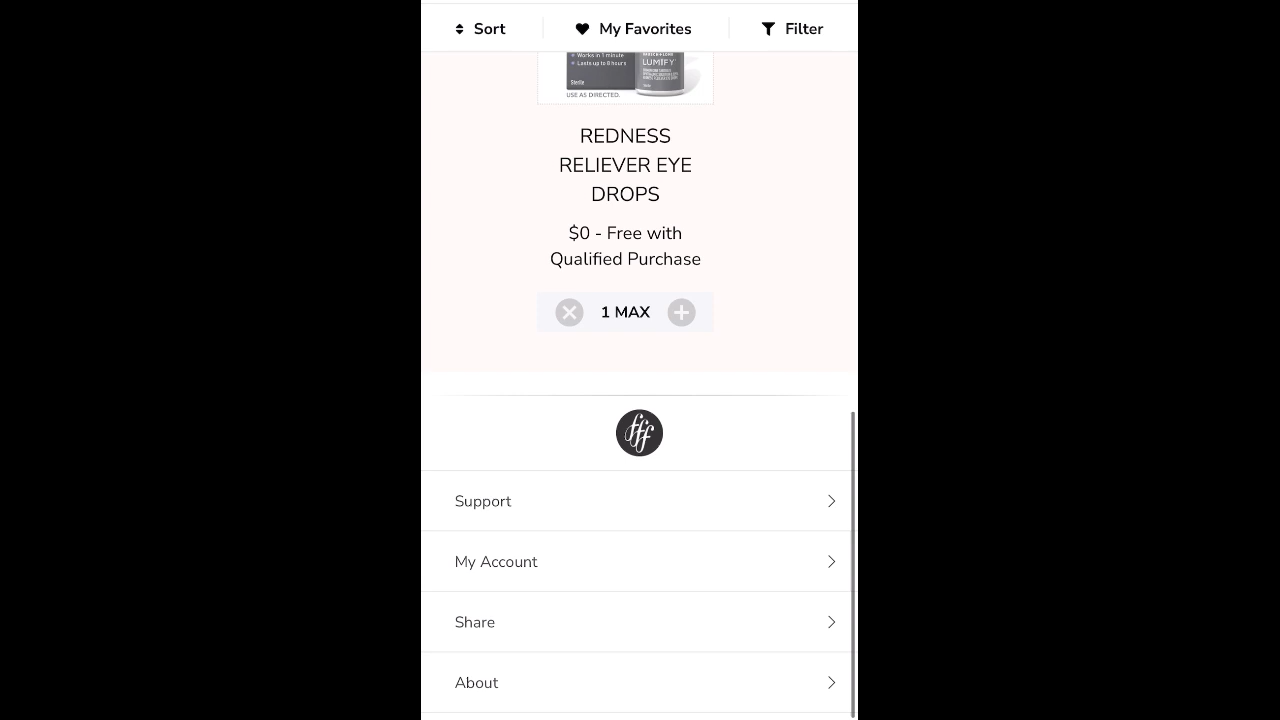 Sort
My Favorites
Filter
Works in 1 minute
Lasts up to 8 hours
LUMIFY
Sterile
USE AS DIRECTED.
REDNESS
RELIEVER EYE
DROPS
$0 - Free with
Qualified Purchase
1 MAX
fff
Support
My Account
Share
About